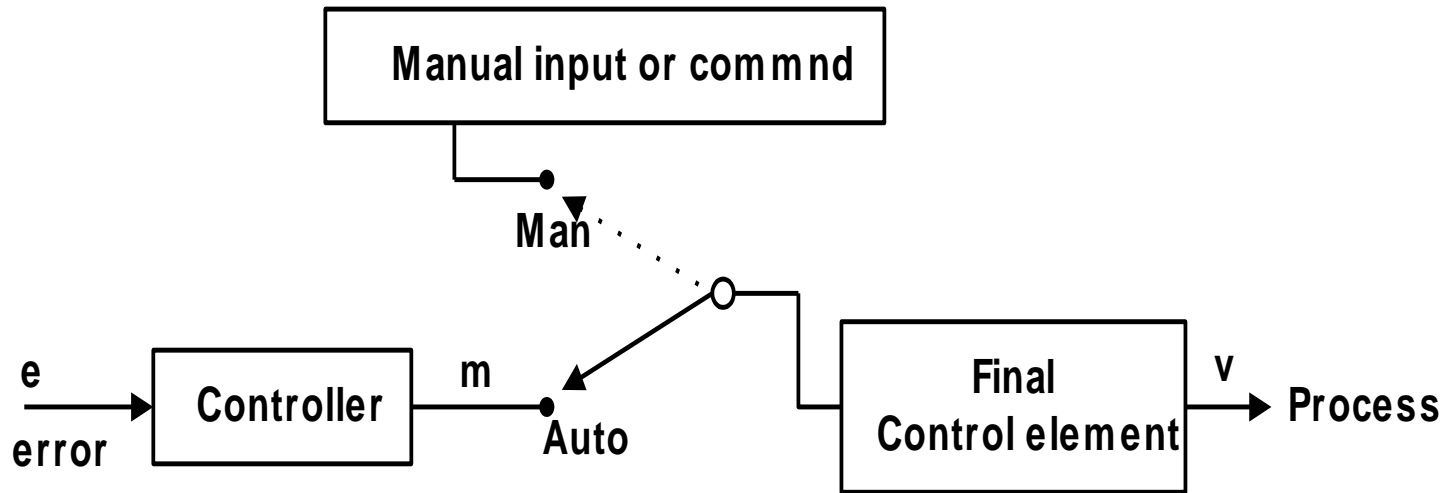 Manual input or commnd
Man
e
error
Controller
m
Auto
Final
Control element
v
Process